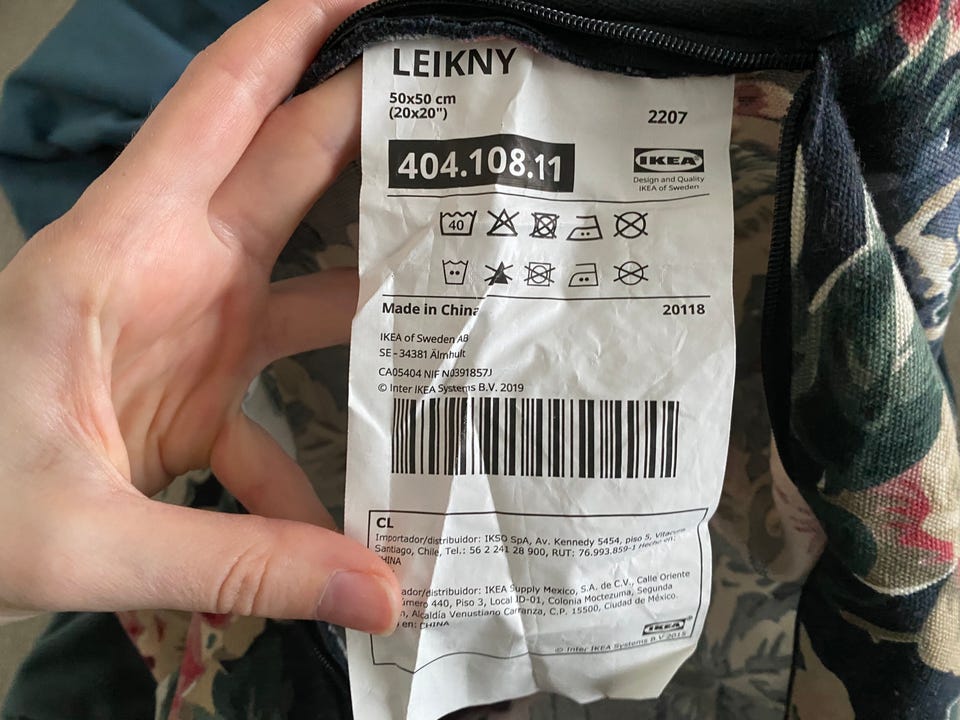 LEIKNY
50x50 cm
(20x20")
2207
404.108.11
IKEA
Design and Quality
IKEA of Sweden
40
Made in China
20118
IKEA of Sweden AB
SE - 34381 Älmhult
CA05404 NIF N0391857J
© Inter IKEA Systems B.V. 2019
CL
Importador/distribuidor: IKSO SpA, Av. Kennedy 5454, piso 5, Vitacura
Santiago, Chile, Tel.: 56 2 241 28 900, RUT: 76.993.859-1 Hecho en:
HINA
ador/distribuidor: IKEA Supply Mexico, S.A. de C.V., Calle Oriente
úmero 440, Piso 3, Local ID-01, Colonia Moctezuma, Segunda
n, Alcaldía Venustiano Carranza, C.P. 15500, Ciudad de México.
en: CHINA
IKEA
© Inter IKEA Systems B.V 2015